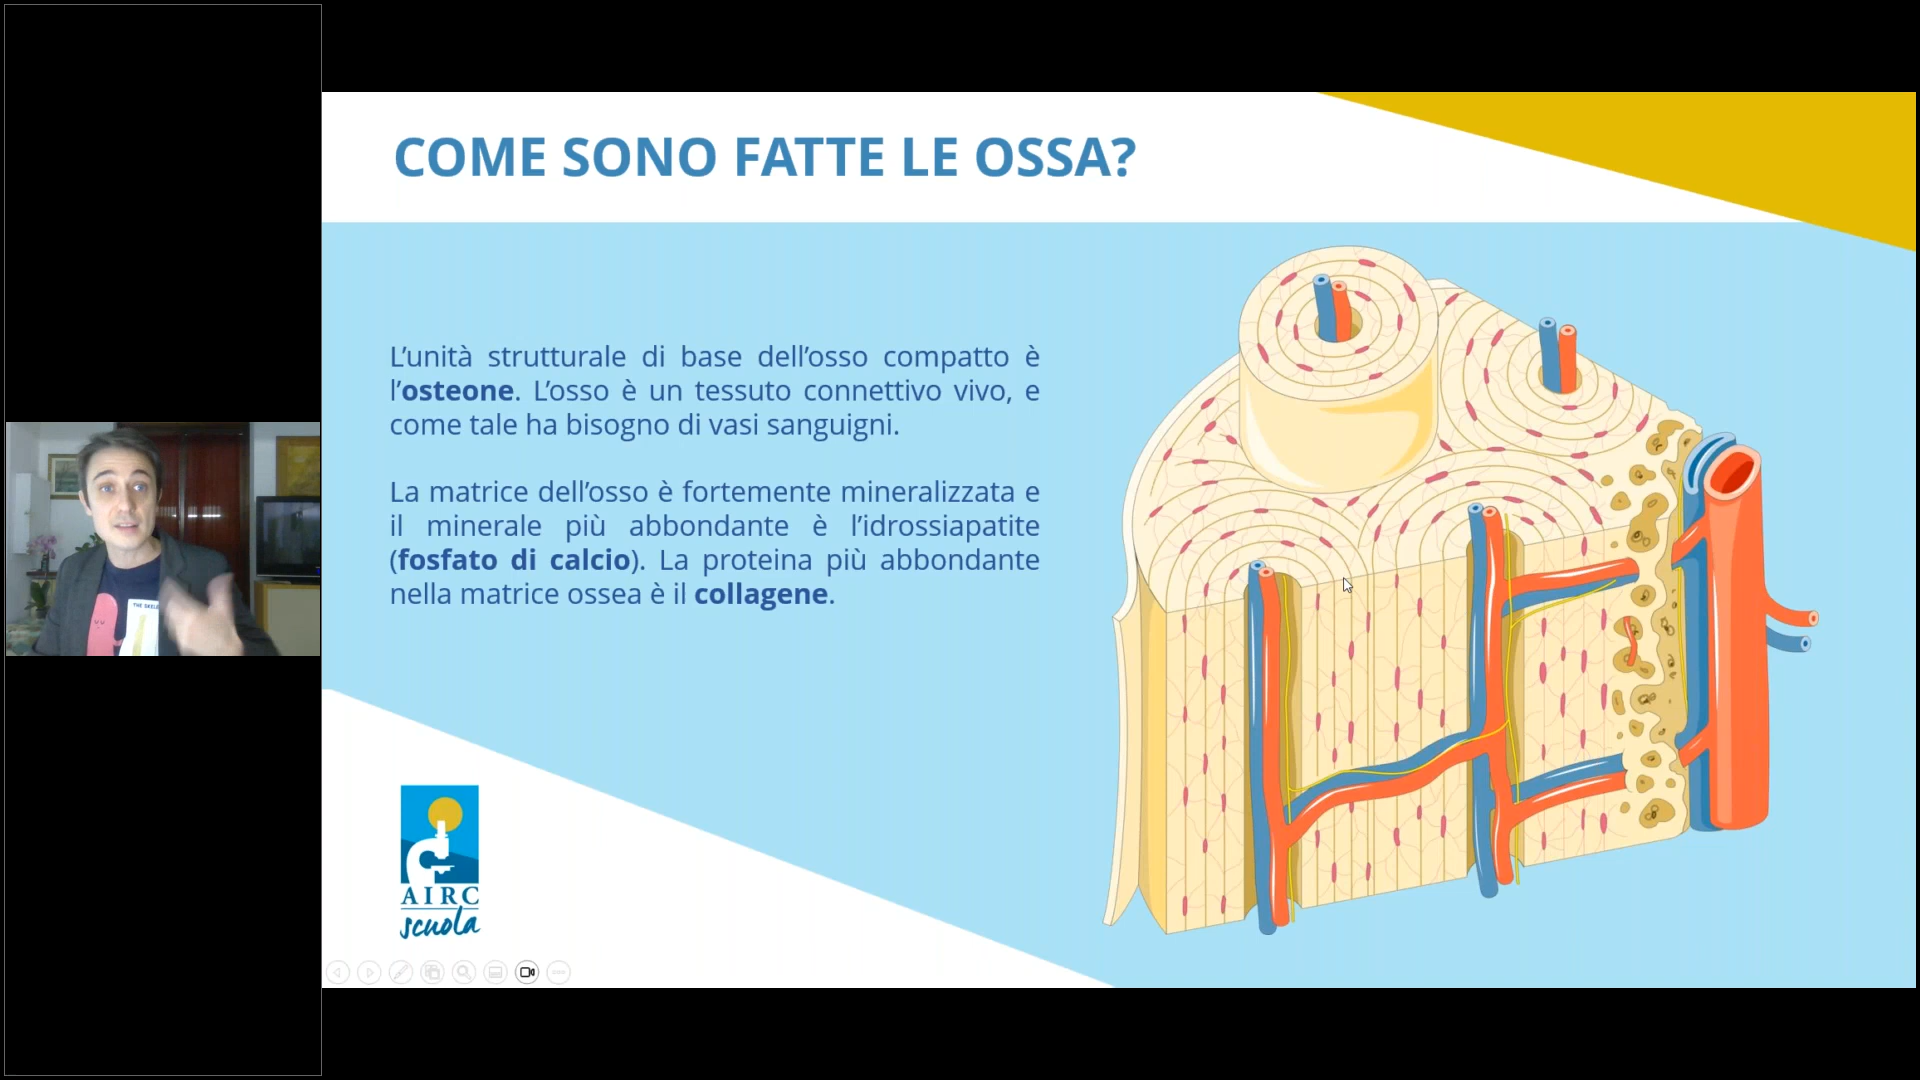 COME SONO FATTE LE OSSA?
L’unità strutturale di base dell’osso compatto è
l’osteone. L’osso è un tessuto connettivo vivo, e
come tale ha bisogno di vasi sanguigni.
La matrice dell’osso è fortemente mineralizzata e
il minerale più abbondante è l’idrossiapatite
(fosfato di calcio). La proteina più abbondante
nella matrice ossea è il collagene.
AIRC
scuola